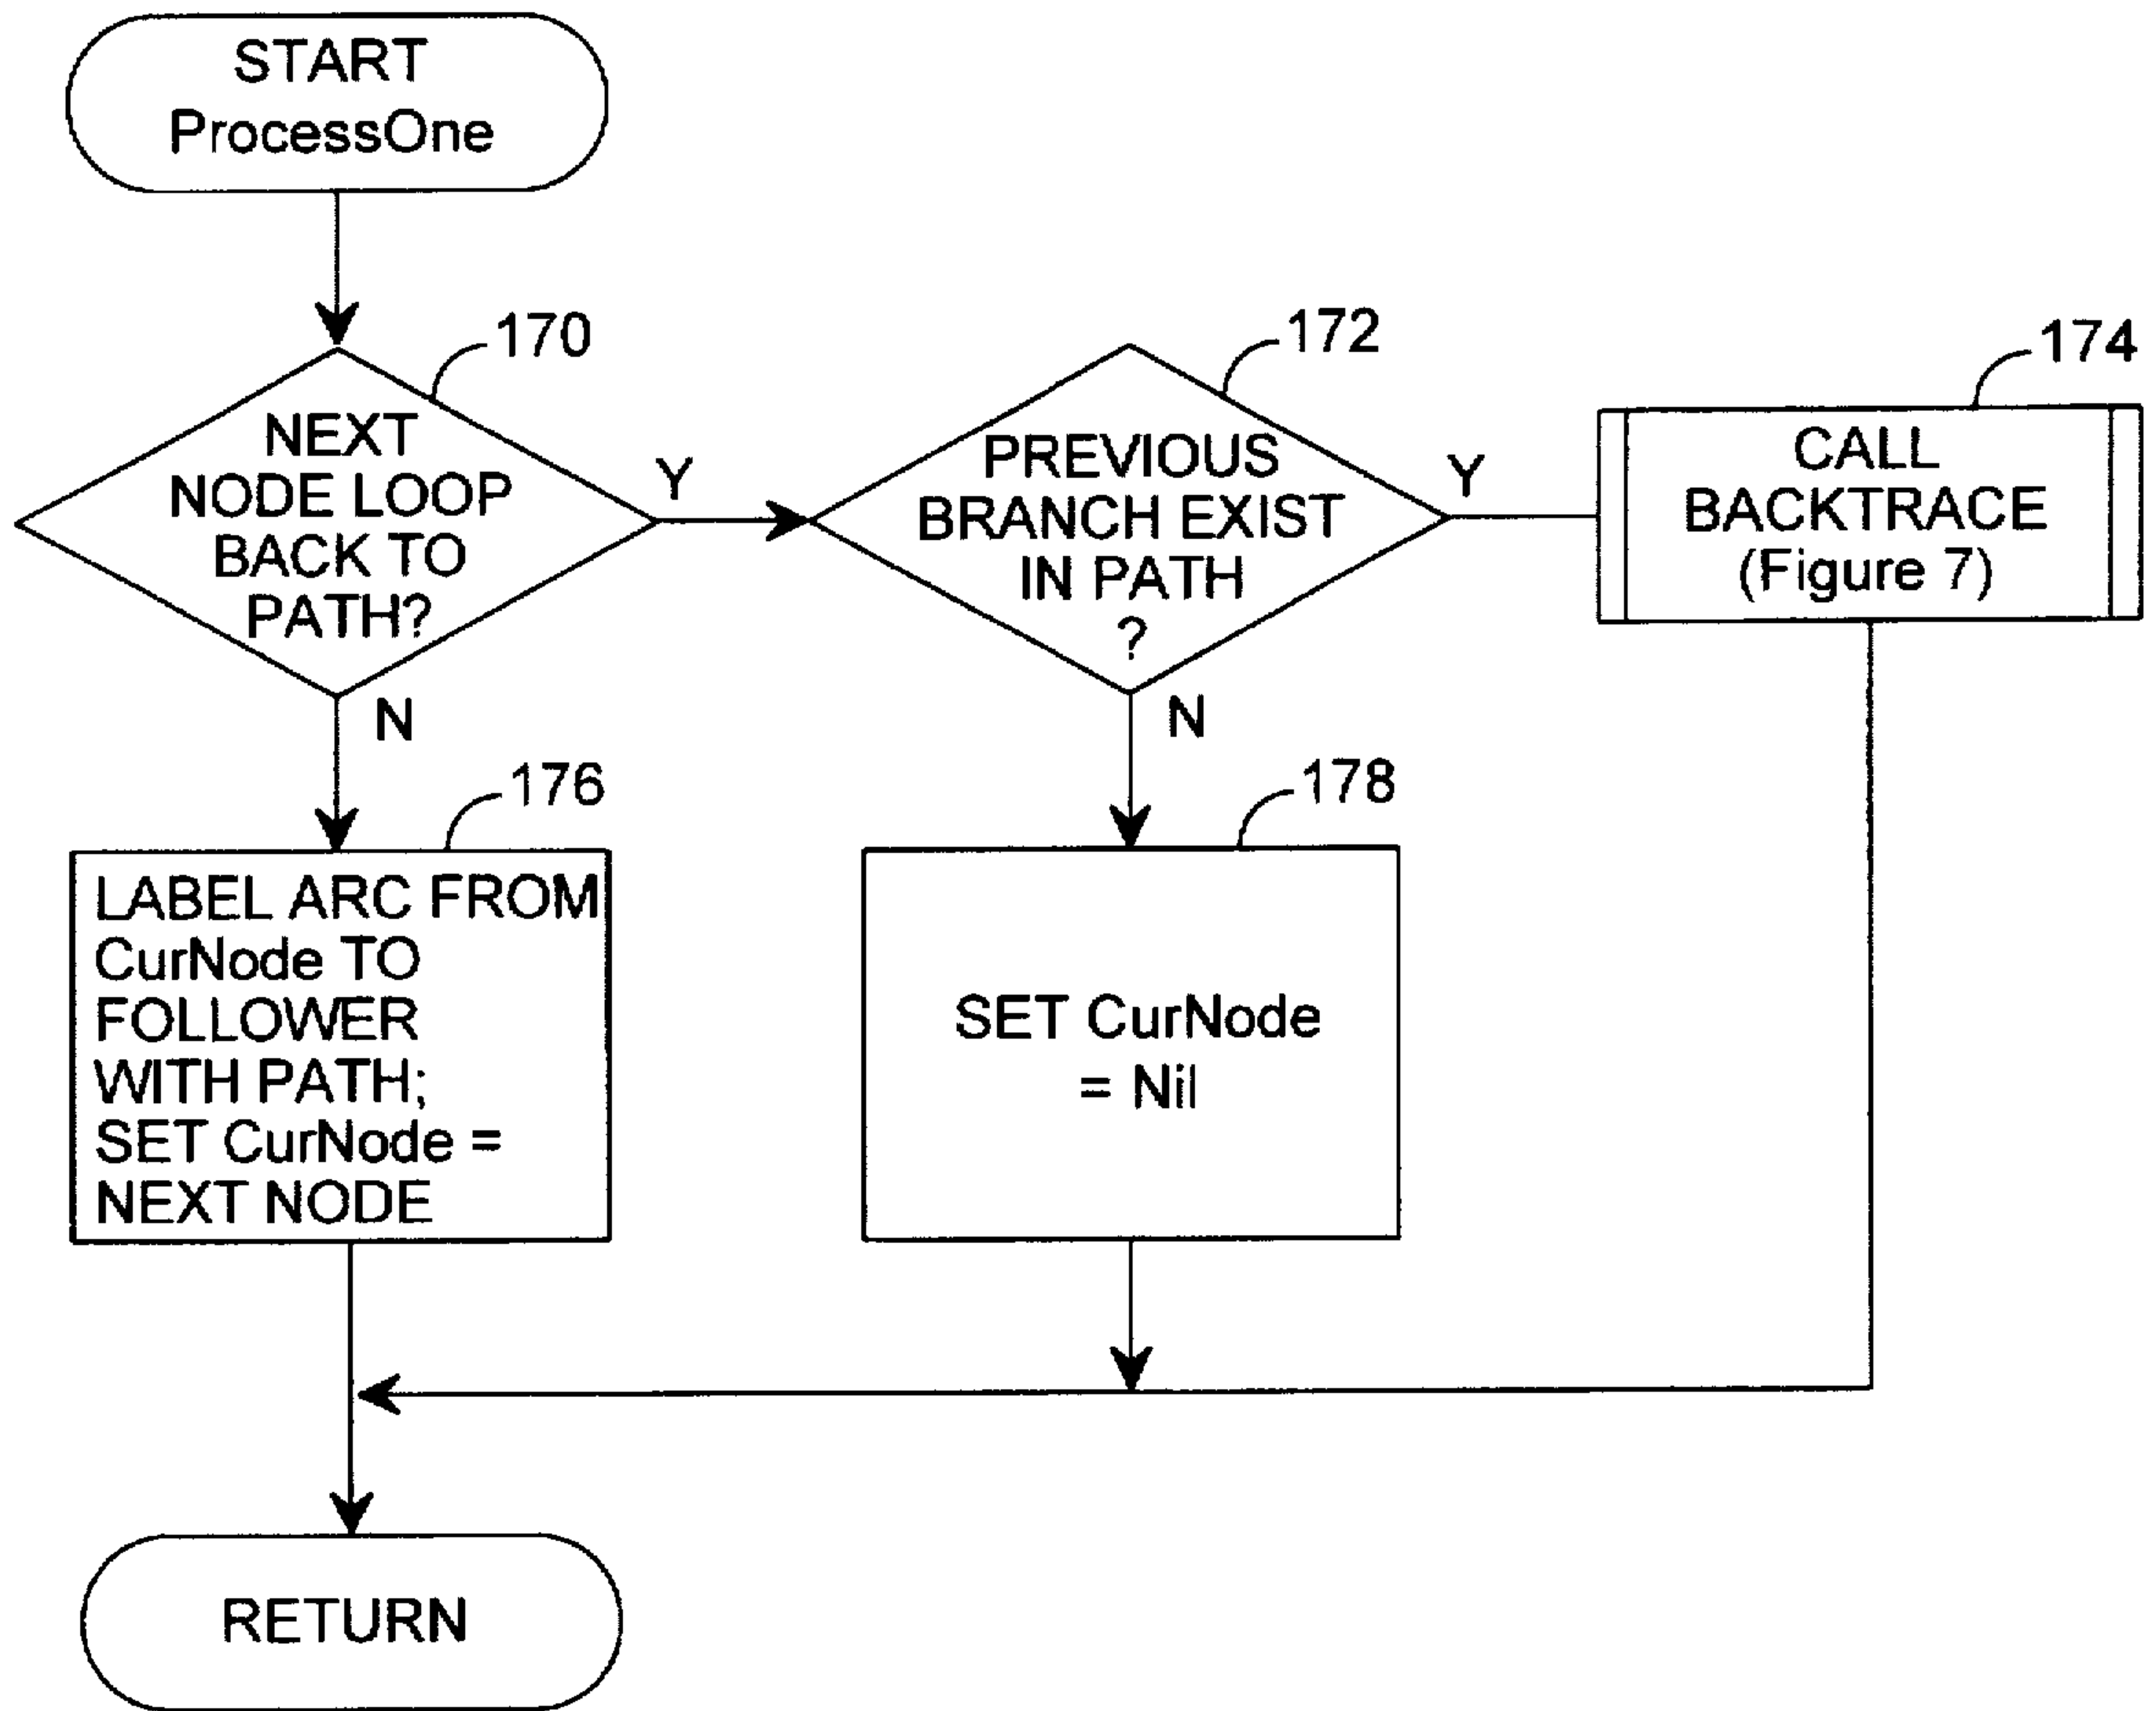 START
ProcessOne
170
NEXT
NODE LOOP
BACK TO
PATH?
Y
N
172
PREVIOUS
BRANCH EXIST
IN PATH
?
Y
N
174
CALL
BACKTRACE
(Figure 7)
176
LABEL ARC FROM
CurNode TO
FOLLOWER
WITH PATH;
SET CurNode =
NEXT NODE
178
SET CurNode
= Nil
RETURN